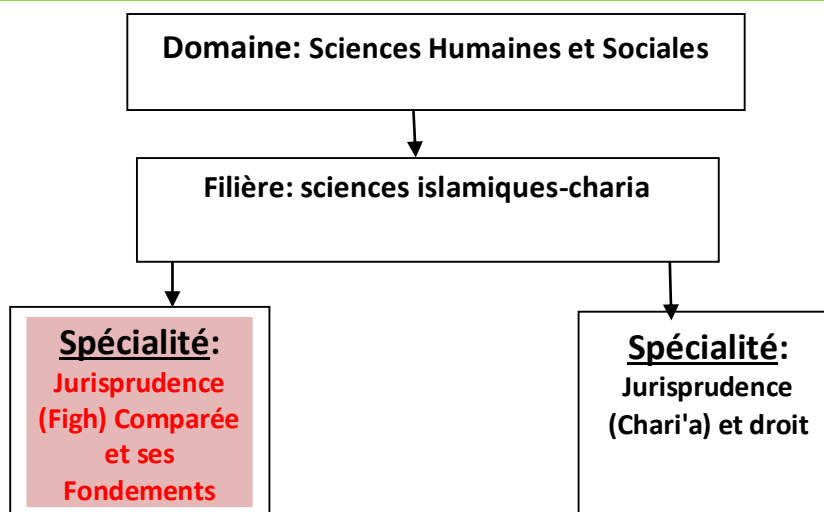 Domaine: Sciences Humaines et Sociales
Filière: sciences islamiques-charia
Spécialité:
Jurisprudence
(Figh) Comparée
et ses
Fondements
Spécialité:
Jurisprudence
(Chari'a) et droit